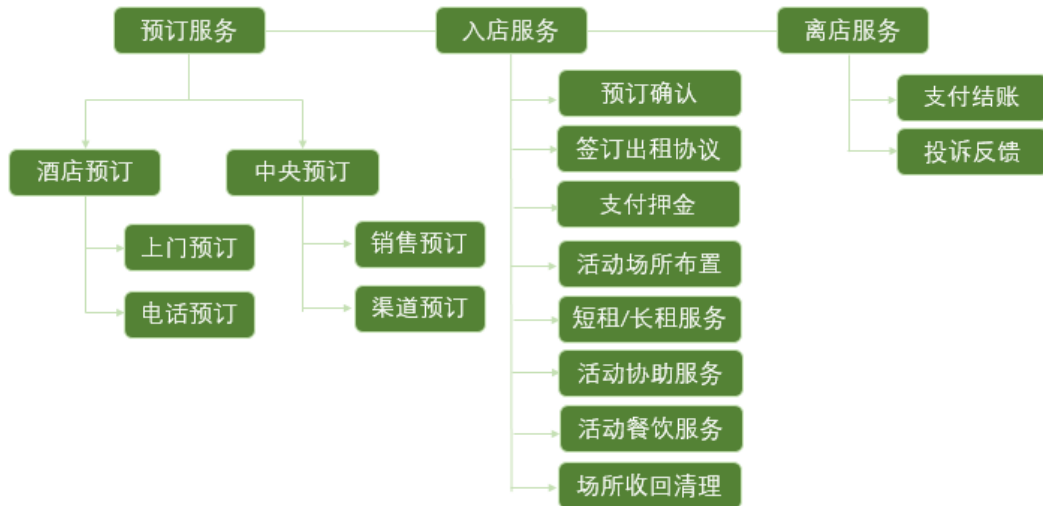 预订服务
入店服务
离店服务
酒店预订
中央预订
上门预订
电话预订
销售预订
渠道预订
预订确认
签订出租协议
支付押金
活动场所布置
短租/长租服务
活动协助服务
活动餐饮服务
场所收回清理
支付结账
投诉反馈